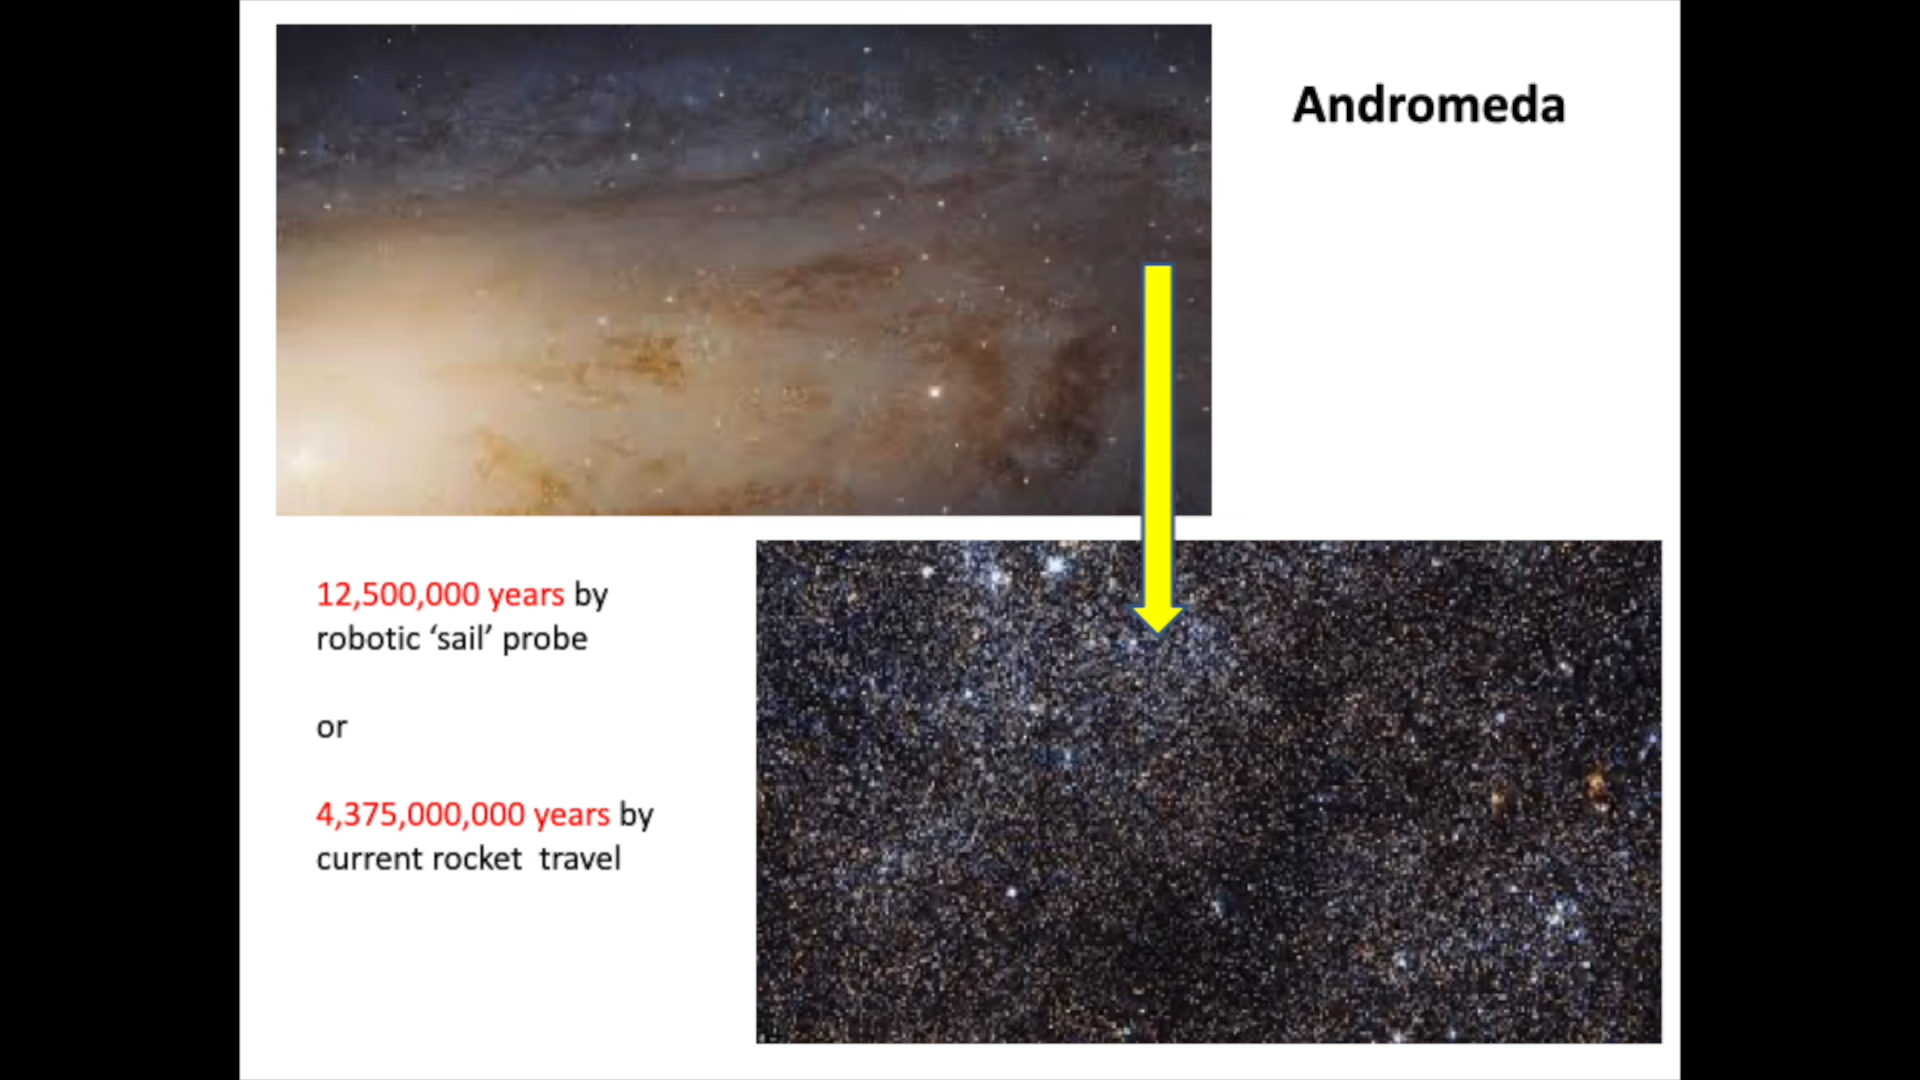 Andromeda
12,500,000 years by
robotic ‘sail’ probe
or
4,375,000,000 years by
current rocket  travel